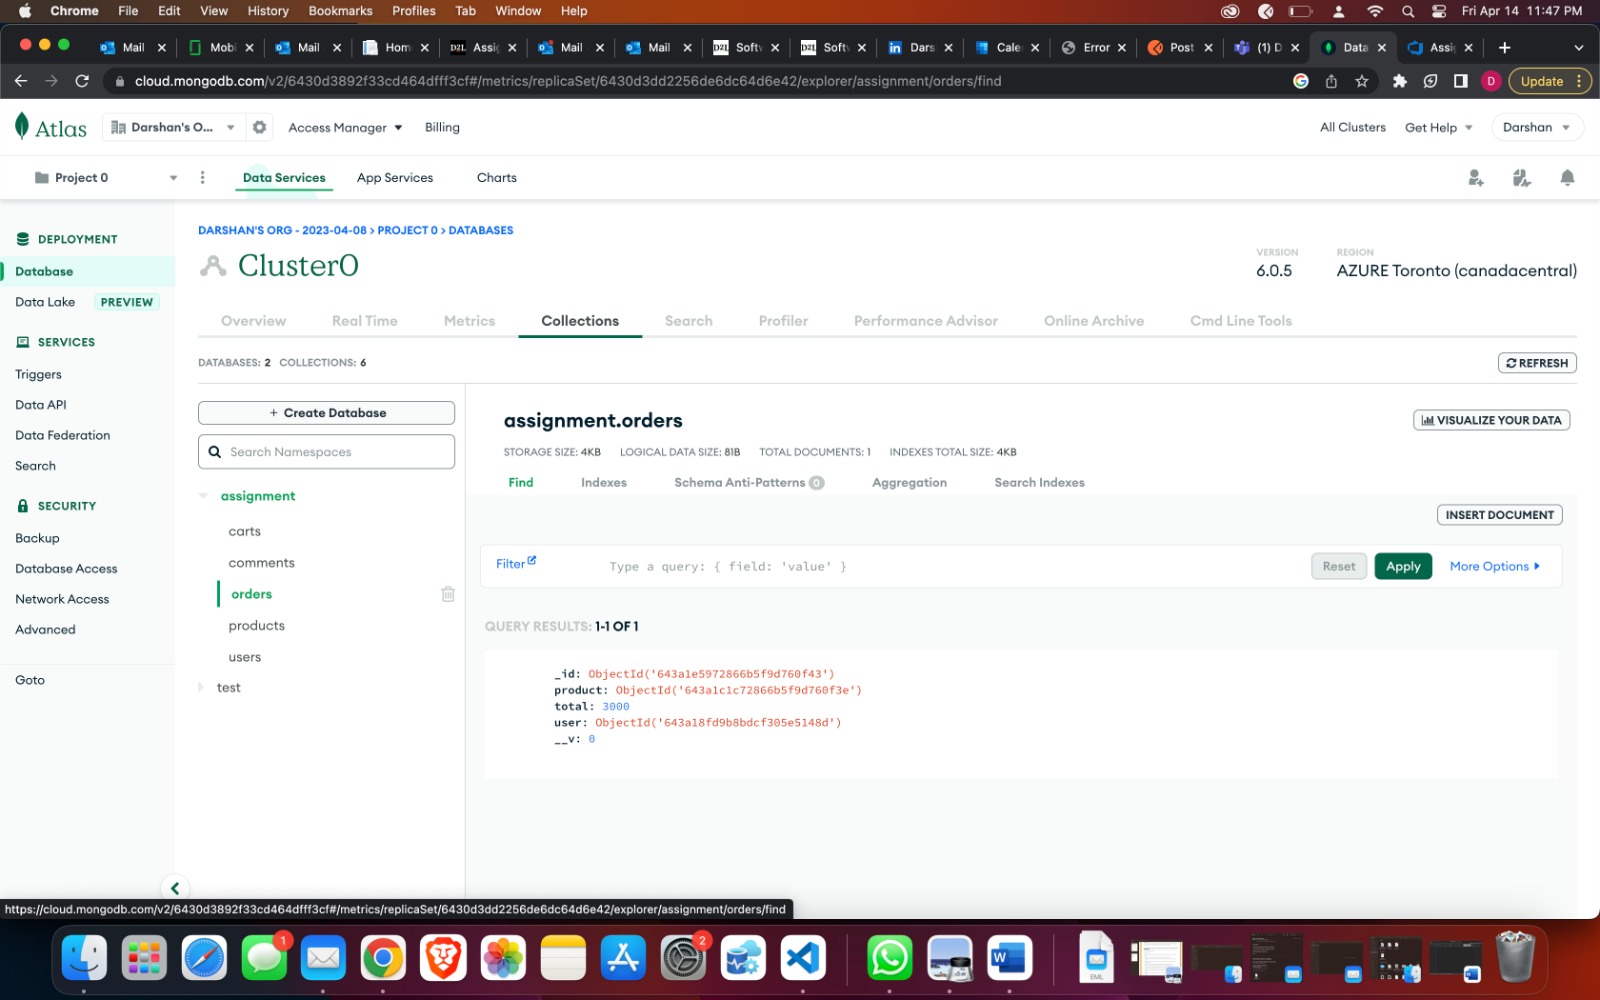 Chrome File Edit View History Bookmarks Profiles Tab Window Help Fri Apr 14 11:47 PM
Mail Mobi Mail Hom D2L Assig Mail Mail D2L Softv D2L Softv in Dars Cale Error Post (1) D Data Assig
cloud.mongodb.com/v2/6430d3892f33cd464dfff3cf#/metrics/replicaSet/6430d3dd2256de6dc64d6e42/explorer/assignment/orders/find D Update
Atlas Darshan's O... Access Manager Billing All Clusters Get Help Darshan
Project 0 Data Services App Services Charts
DEPLOYMENT
Database
Data Lake PREVIEW
SERVICES
Triggers
Data API
Data Federation
Search
SECURITY
Backup
Database Access
Network Access
Advanced
Goto
DARSHAN'S ORG - 2023-04-08 > PROJECT 0 > DATABASES
Cluster0
VERSION
6.0.5
REGION
AZURE Toronto (canadacentral)
Overview Real Time Metrics Collections Search Profiler Performance Advisor Online Archive Cmd Line Tools
DATABASES: 2 COLLECTIONS: 6 REFRESH
+ Create Database
Search Namespaces
assignment
carts
comments
orders
products
users
test
assignment.orders
VISUALIZE YOUR DATA
STORAGE SIZE: 4KB LOGICAL DATA SIZE: 81B TOTAL DOCUMENTS: 1 INDEXES TOTAL SIZE: 4KB
Find Indexes Schema Anti-Patterns 0 Aggregation Search Indexes
INSERT DOCUMENT
Filter Type a query: { field: 'value' } Reset Apply More Options
QUERY RESULTS: 1-1 OF 1
_id: ObjectId('643a1e5972866b5f9d760f43')
product: ObjectId('643a1c1c72866b5f9d760f3e')
total: 3000
user: ObjectId('643a18fd9b8bdcf305e5148d')
__v: 0
https://cloud.mongodb.com/v2/6430d3892f33cd464dfff3cf#/metrics/replicaSet/6430d3dd2256de6dc64d6e42/explorer/assignment/orders/find
1 2 W EML